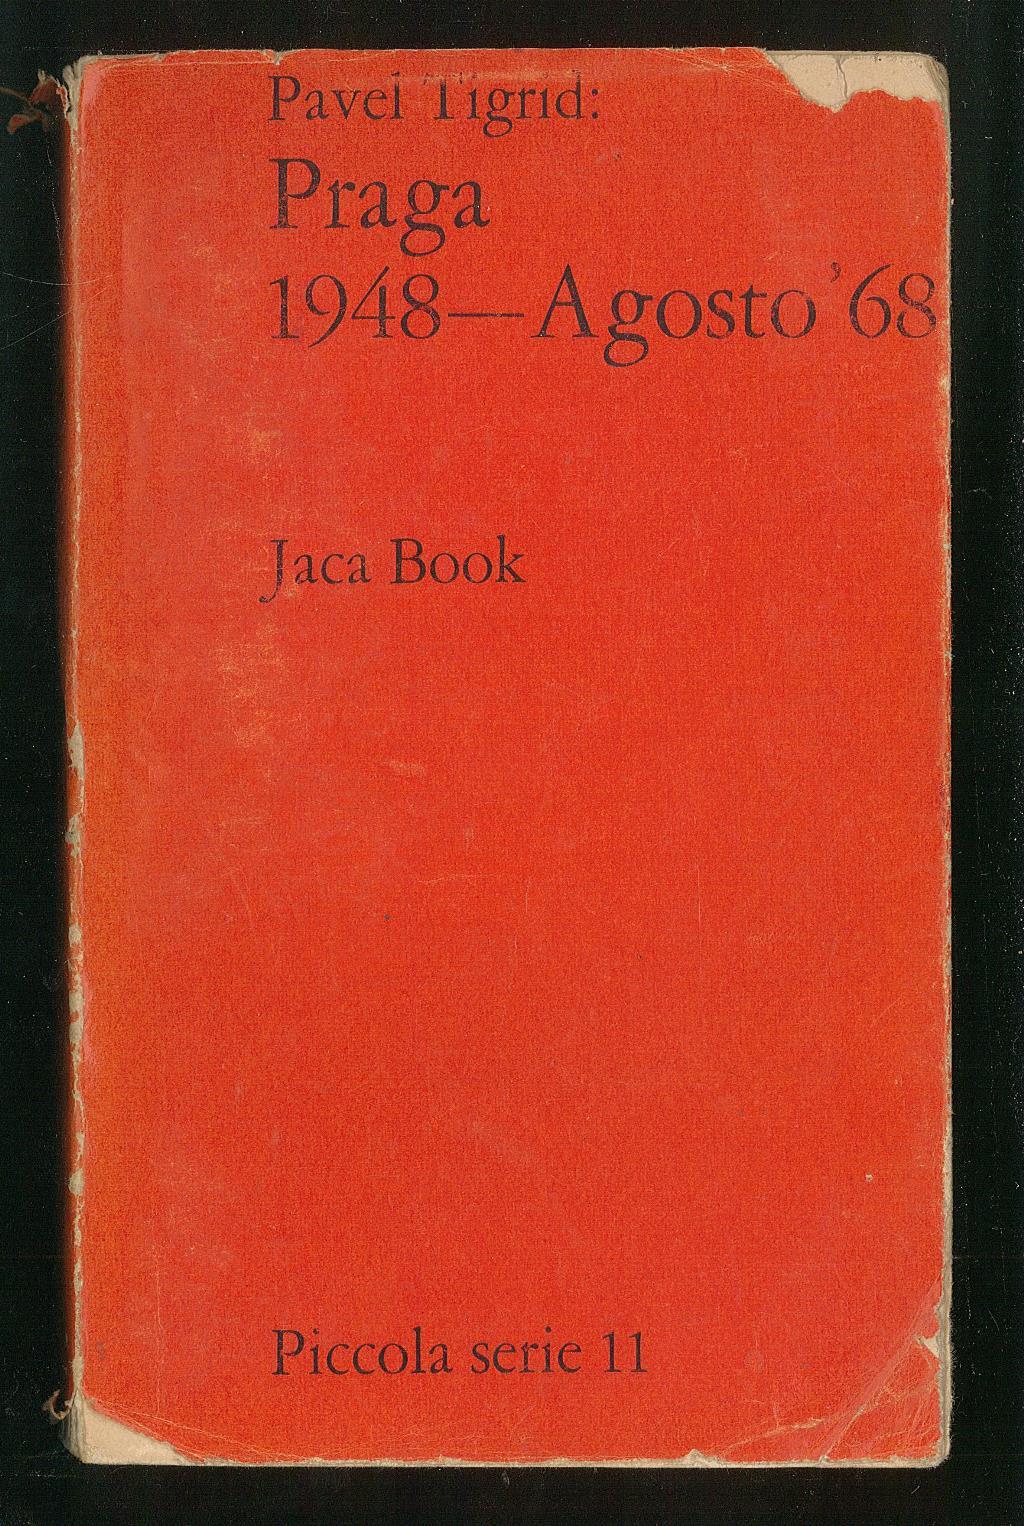 Pavel Tigrid:
Praga
1948—Agosto '68
Jaca Book
Piccola serie 11